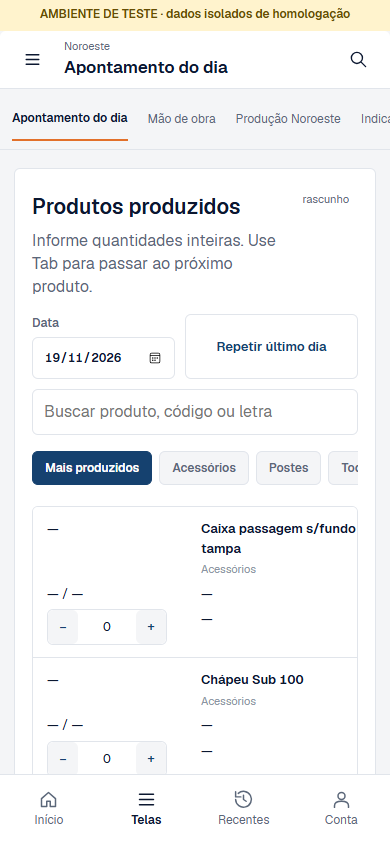 AMBIENTE DE TESTE · dados isolados de homologação
Noroeste
Apontamento do dia
Apontamento do dia
Mão de obra
Produção Noroeste
Indica
Produtos produzidos
rascunho
Informe quantidades inteiras. Use
Tab para passar ao próximo
produto.
Data
19/11/2026
Repetir último dia
Buscar produto, código ou letra
Mais produzidos
Acessórios
Postes
Tod
—
Caixa passagem s/fundo
tampa
Acessórios
— / —
—
− 0 +
—
—
Chápeu Sub 100
Acessórios
— / —
—
− 0 +
—
Início
Telas
Recentes
Conta